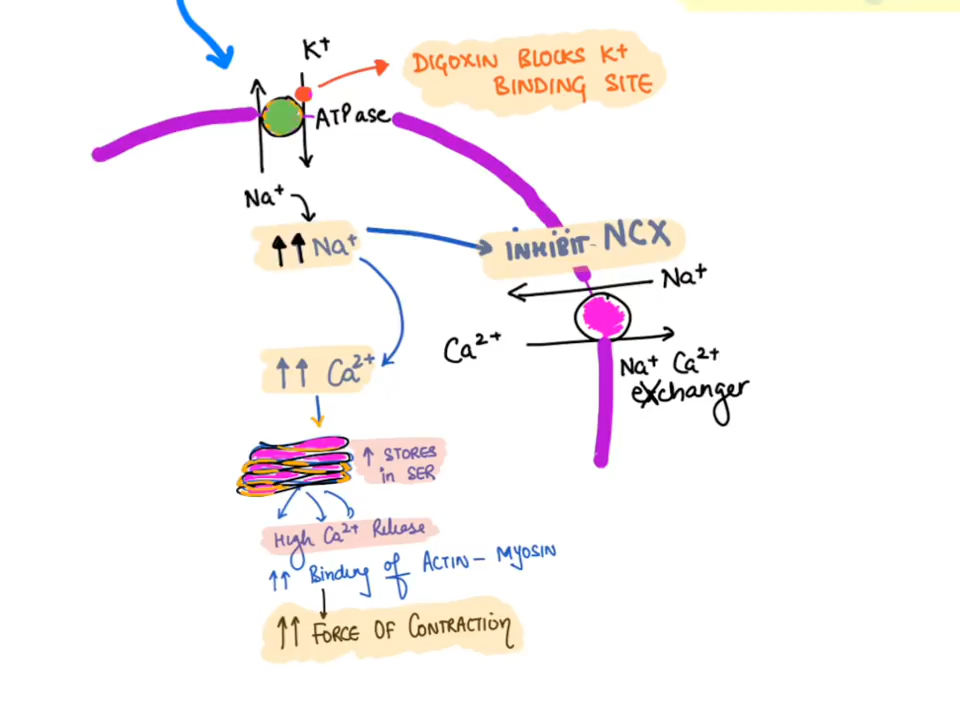 K+
DIGOXIN BLOCKS K+
BINDING SITE
ATPase
Na+
↑↑ Na+
INHIBIT NCX
Na+
Ca2+
↑↑ Ca2+
Na+ Ca2+
exchanger
↑ STORES
in SER
High Ca2+ Release
↑↑ Binding of ACTIN - MYOSIN
↑↑ FORCE OF CONTRACTION